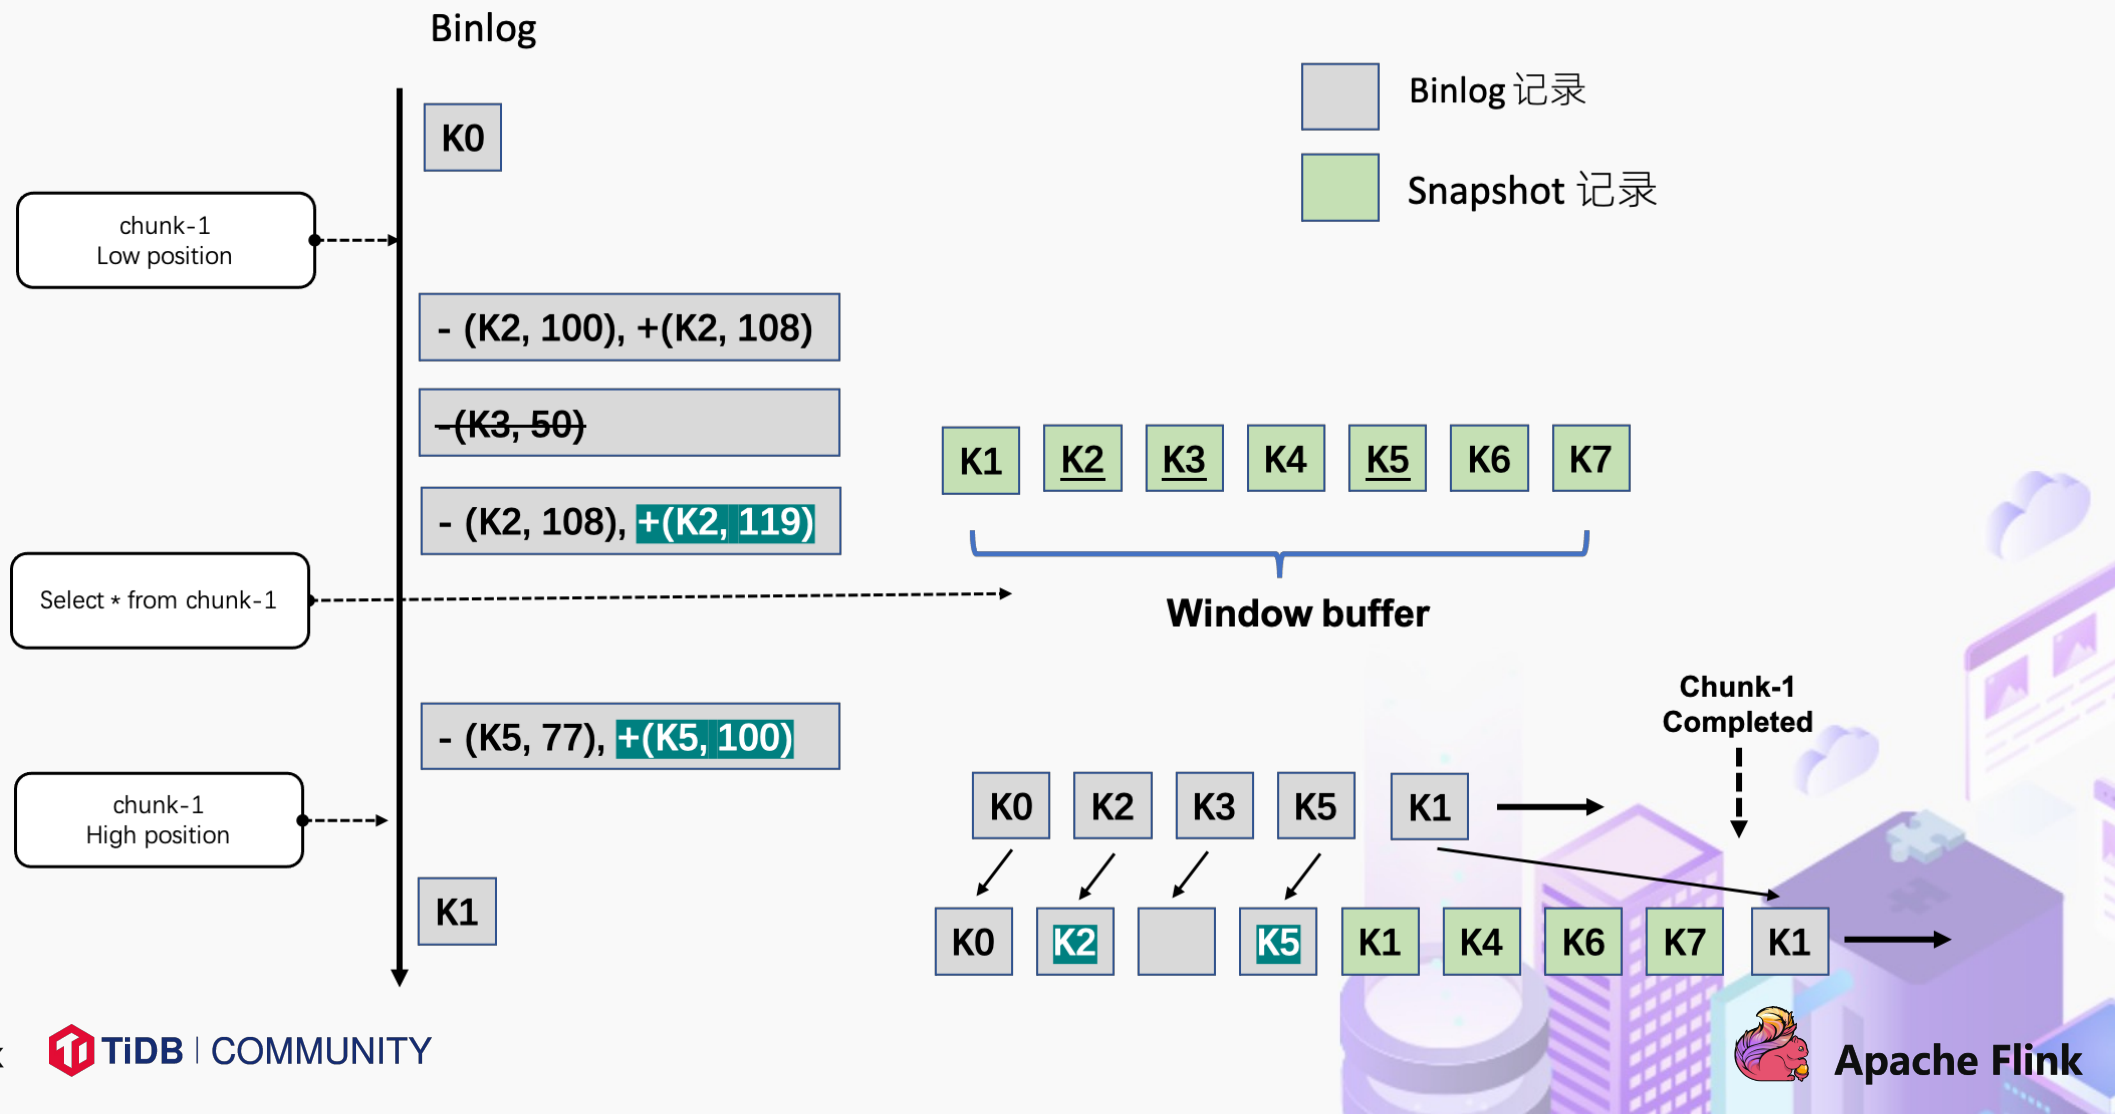 Binlog
K0
Binlog 记录
Snapshot 记录
chunk-1
Low position
- (K2, 100), +(K2, 108)
-(K3, 50)
- (K2, 108), +(K2, 119)
K1 K2 K3 K4 K5 K6 K7
Select * from chunk-1
Window buffer
- (K5, 77), +(K5, 100)
Chunk-1
Completed
chunk-1
High position
K0 K2 K3 K5 K1
K1
K0 K2 K5 K1 K4 K6 K7 K1
TiDB | COMMUNITY
Apache Flink